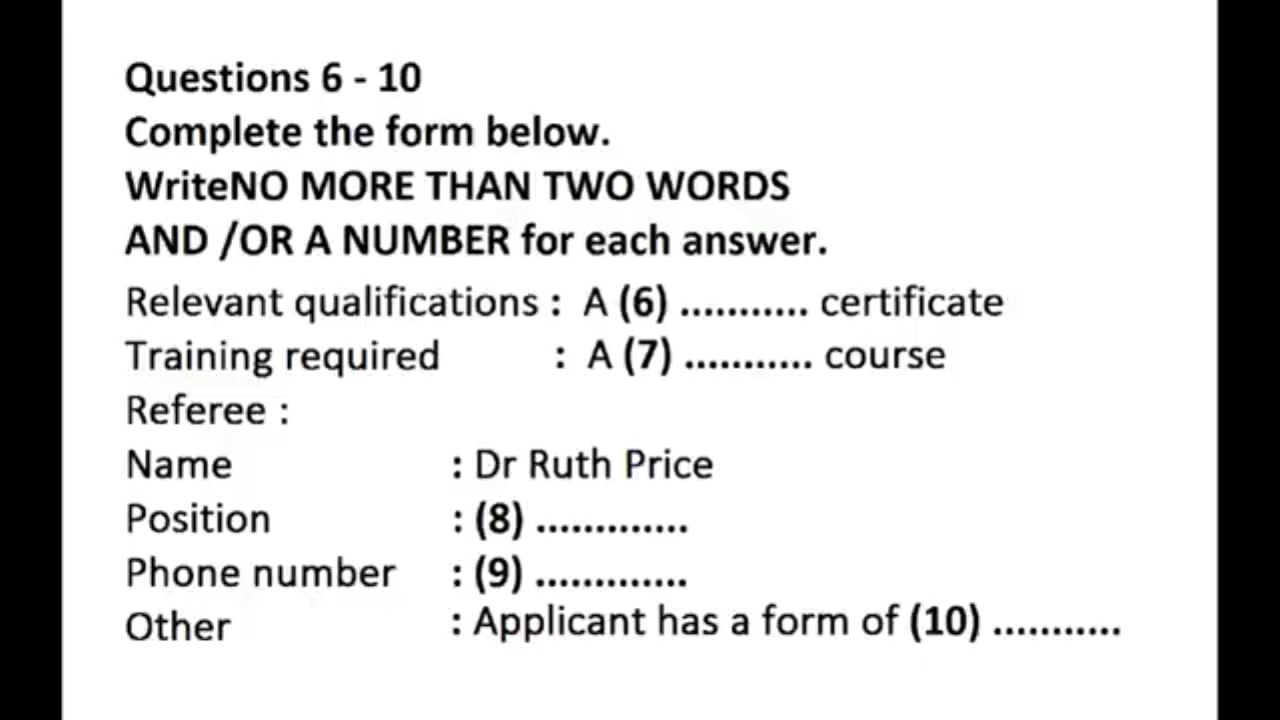 Questions 6 - 10
Complete the form below.
WriteNO MORE THAN TWO WORDS
AND /OR A NUMBER for each answer.
Relevant qualifications : A (6) ........... certificate
Training required : A (7) ........... course
Referee :
Name : Dr Ruth Price
Position : (8) .............
Phone number : (9) .............
Other : Applicant has a form of (10) ...........